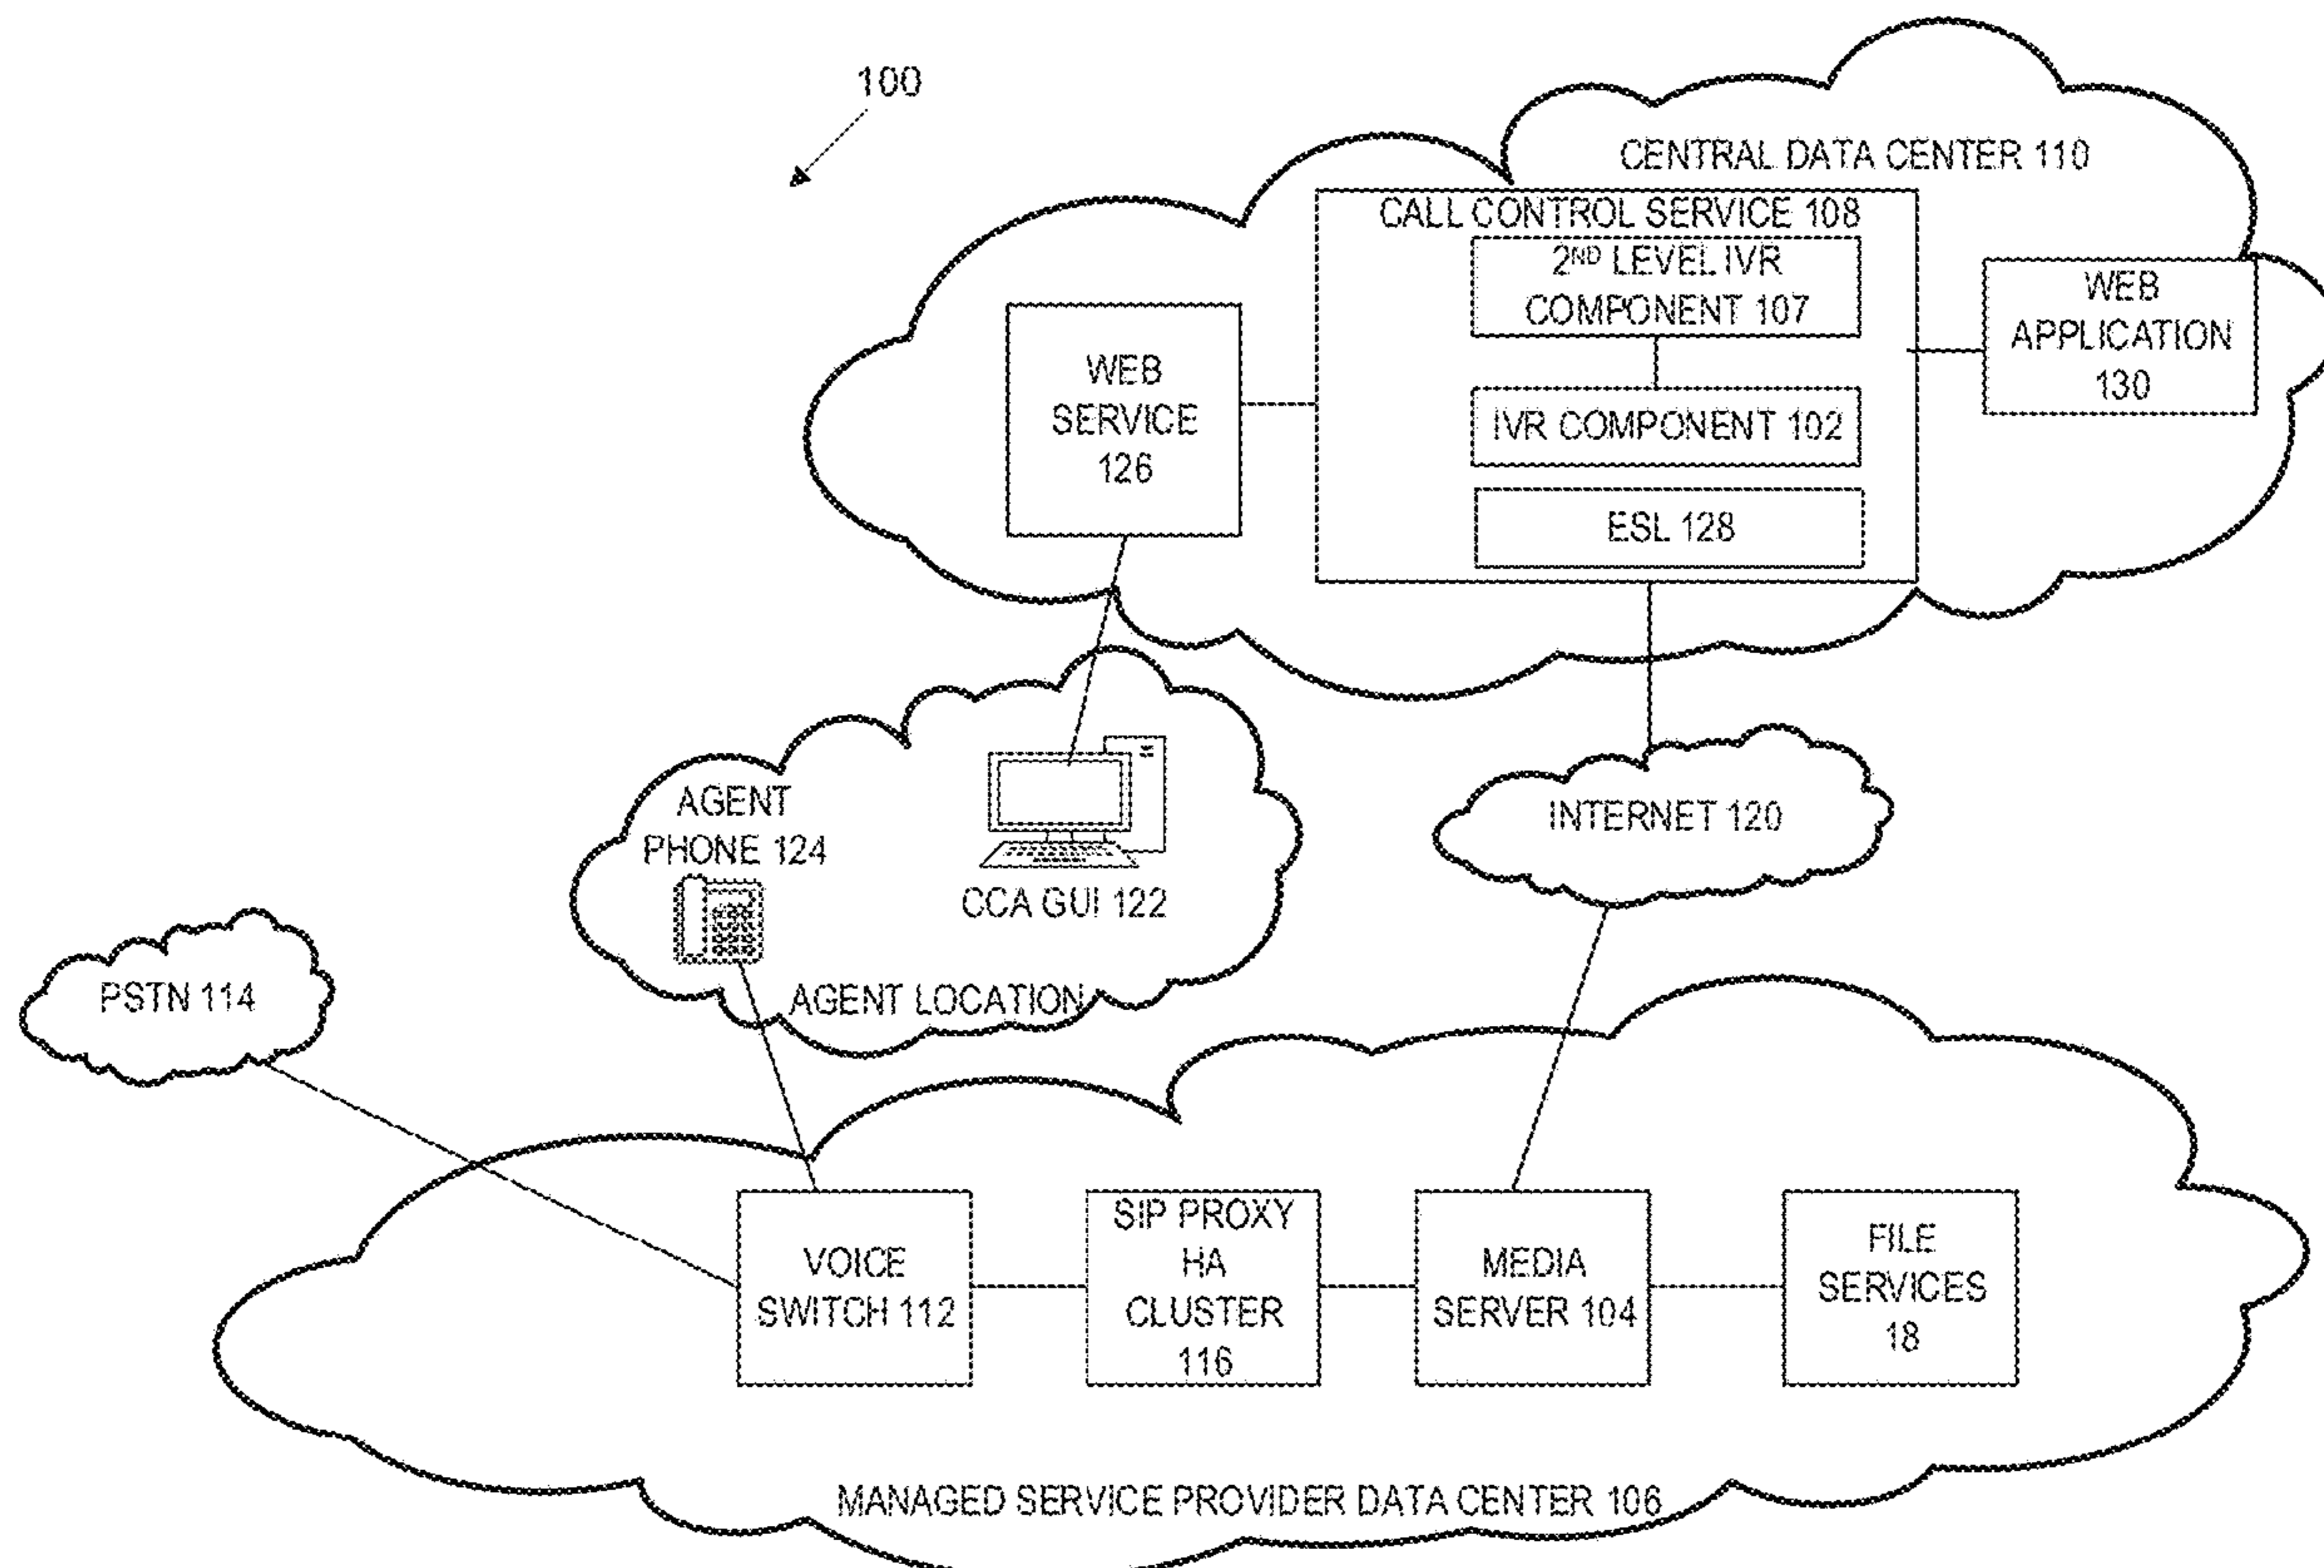 100
CENTRAL DATA CENTER 110
CALL CONTROL SERVICE 108
2ND LEVEL IVR
COMPONENT 107
WEB
APPLICATION
130
WEB
SERVICE
126
IVR COMPONENT 102
ESL 128
AGENT
PHONE 124
CCA GUI 122
INTERNET 120
AGENT LOCATION
PSTN 114
VOICE
SWITCH 112
SIP PROXY
HA
CLUSTER
116
MEDIA
SERVER 104
FILE
SERVICES
18
MANAGED SERVICE PROVIDER DATA CENTER 106